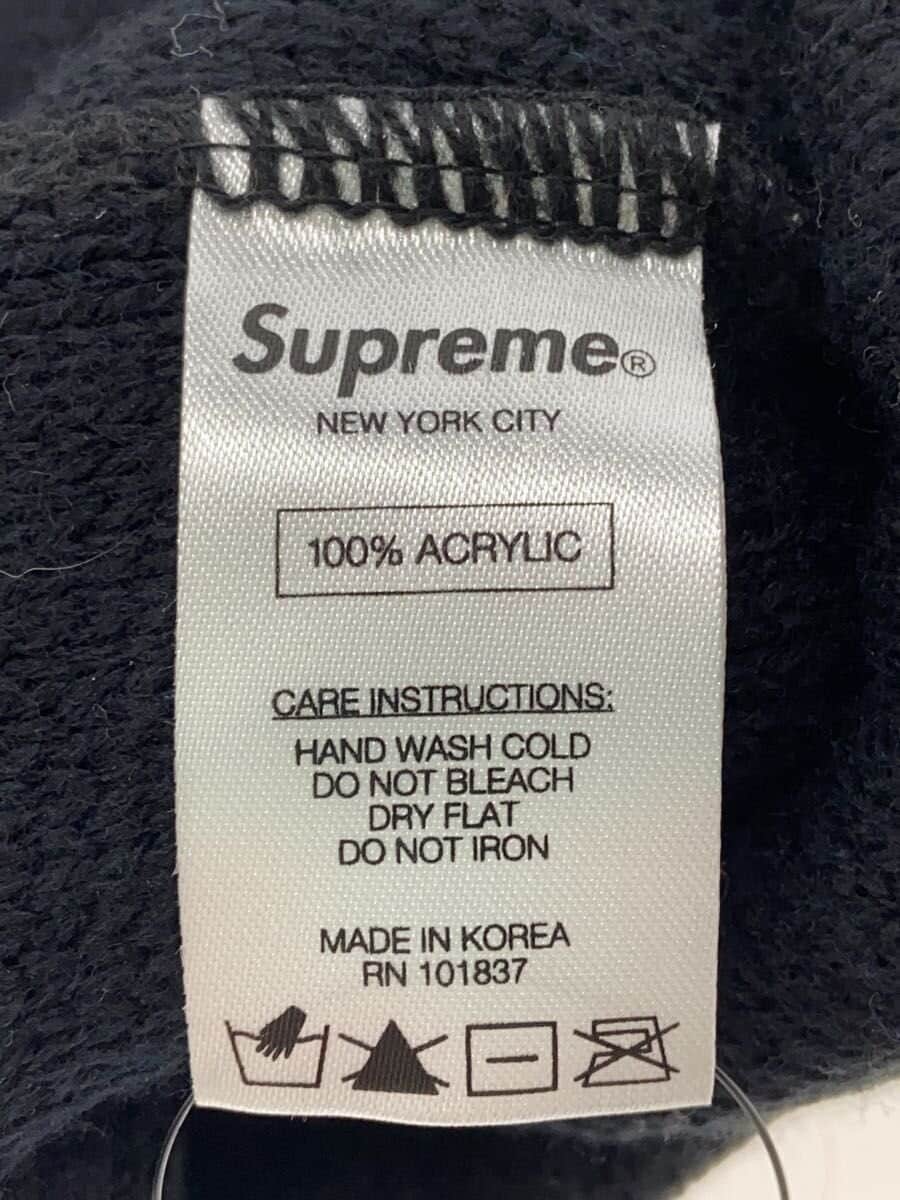 Supreme®
NEW YORK CITY
100% ACRYLIC
CARE INSTRUCTIONS:
HAND WASH COLD
DO NOT BLEACH
DRY FLAT
DO NOT IRON
MADE IN KOREA
RN 101837